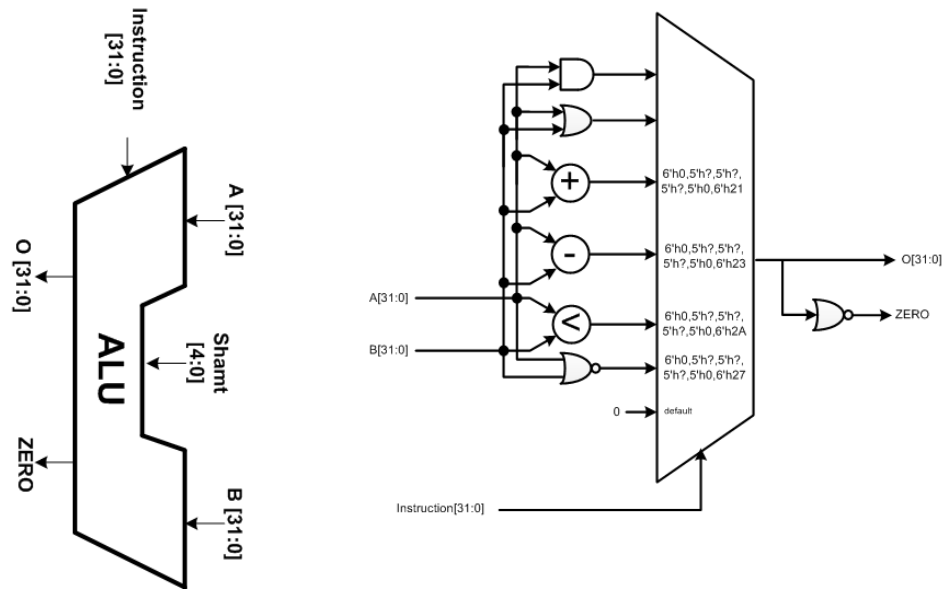 Instruction
[31:0]
A [31:0]
O [31:0]
ALU
Shamt
[4:0]
ZERO
B [31:0]
+
6'h0,5'h?,5'h?,
5'h?,5'h0,6'h21
-
6'h0,5'h?,5'h?,
5'h?,5'h0,6'h23
O[31:0]
A[31:0]
<
6'h0,5'h?,5'h?,
5'h?,5'h0,6'h2A
ZERO
B[31:0]
6'h0,5'h?,5'h?,
5'h?,5'h0,6'h27
0
default
Instruction[31:0]